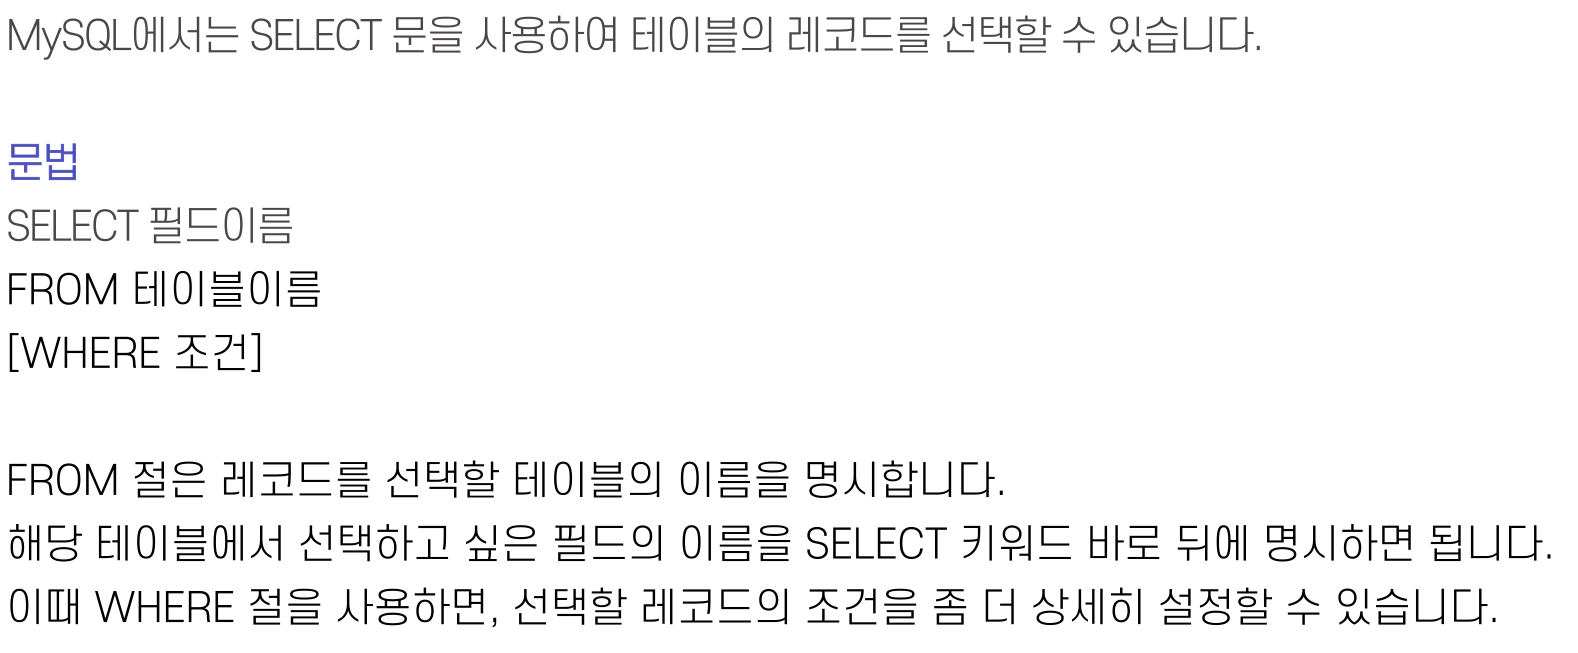 MySQL에서는 SELECT 문을 사용하여 테이블의 레코드를 선택할 수 있습니다.
문법
SELECT 필드이름
FROM 테이블이름
[WHERE 조건]
FROM 절은 레코드를 선택할 테이블의 이름을 명시합니다.
해당 테이블에서 선택하고 싶은 필드의 이름을 SELECT 키워드 바로 뒤에 명시하면 됩니다.
이때 WHERE 절을 사용하면, 선택할 레코드의 조건을 좀 더 상세히 설정할 수 있습니다.